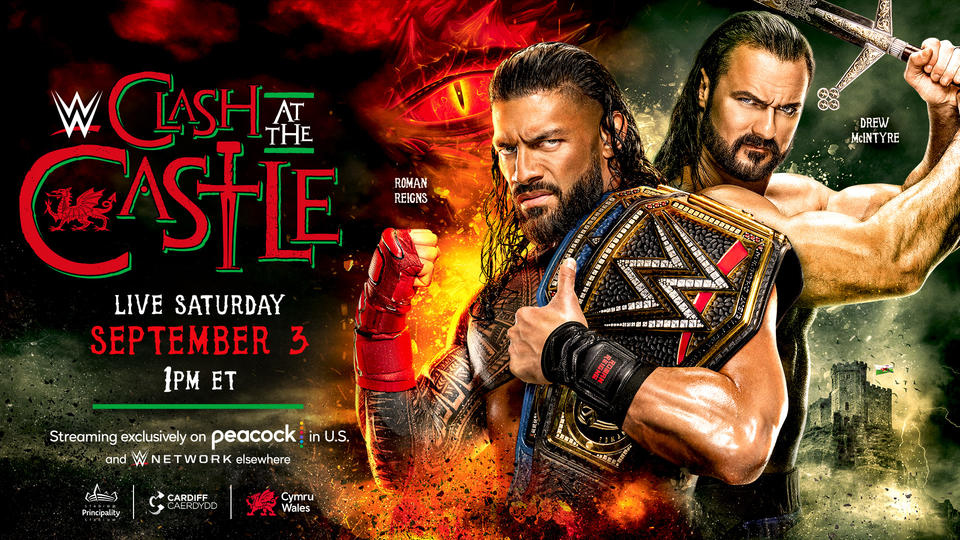 W
CLASH
AT
THE
CASTLE
ROMAN
REIGNS
DREW
McINTYRE
LIVE SATURDAY
SEPTEMBER 3
1PM ET
Streaming exclusively on peacock in U.S.
and W NETWORK elsewhere
Principality
STADIUM
CARDIFF
CAERDYDD
Cymru
Wales